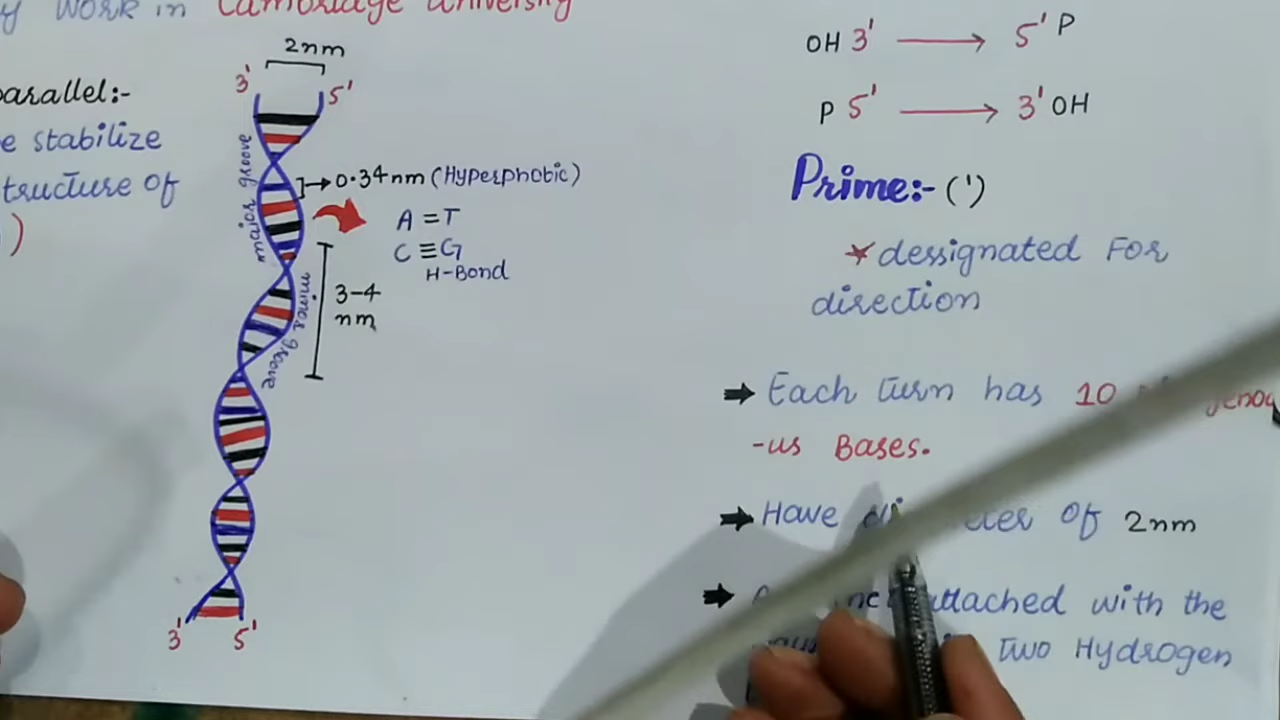 y work in Cambridge University
2nm
3' 5'
parallel:-
e stabilize
tructure of
)
major groove
0.34nm (Hyperphobic)
A = T
C ≡ G
H-Bond
minor groove
3-4
nm
3' 5'
OH 3' → 5' P
P 5' → 3' OH
Prime:- (')
* dessignated For
direction
→ Each Turn has 10
-us Bases.
→ Have of 2nm
→ attached with the
Two Hydrogen